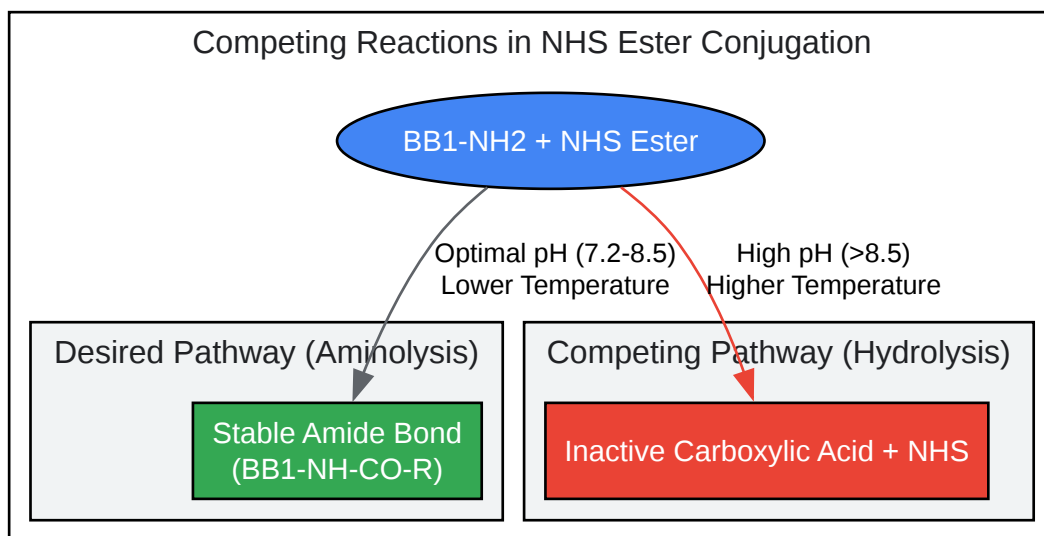 Competing Reactions in NHS Ester Conjugation
BB1-NH2 + NHS Ester
Optimal pH (7.2-8.5)
Lower Temperature
High pH (>8.5)
Higher Temperature
Desired Pathway (Aminolysis)
Competing Pathway (Hydrolysis)
Stable Amide Bond
(BB1-NH-CO-R)
Inactive Carboxylic Acid + NHS